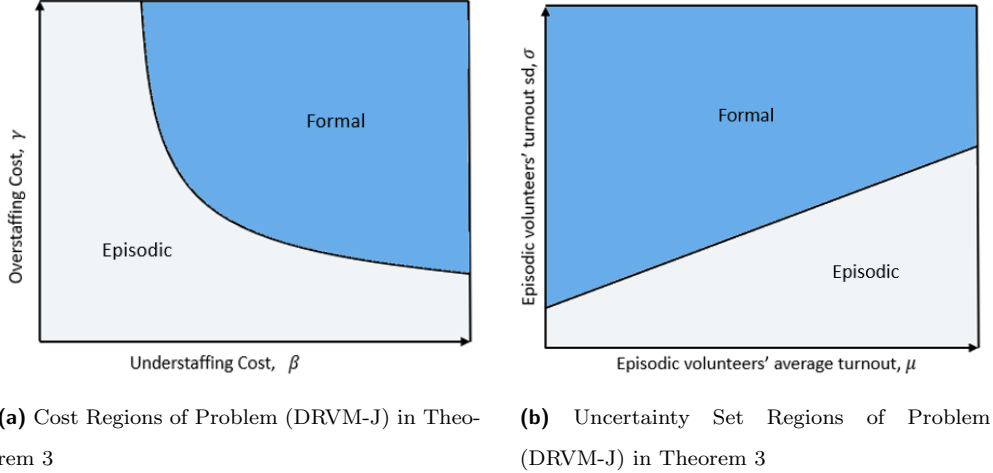 Overstaffing Cost, γ
Formal
Episodic
Understaffing Cost, β
(a) Cost Regions of Problem (DRVM-J) in Theo-
rem 3
Episodic volunteers' turnout sd, σ
Formal
Episodic
Episodic volunteers' average turnout, μ
(b) Uncertainty Set Regions of Problem
(DRVM-J) in Theorem 3